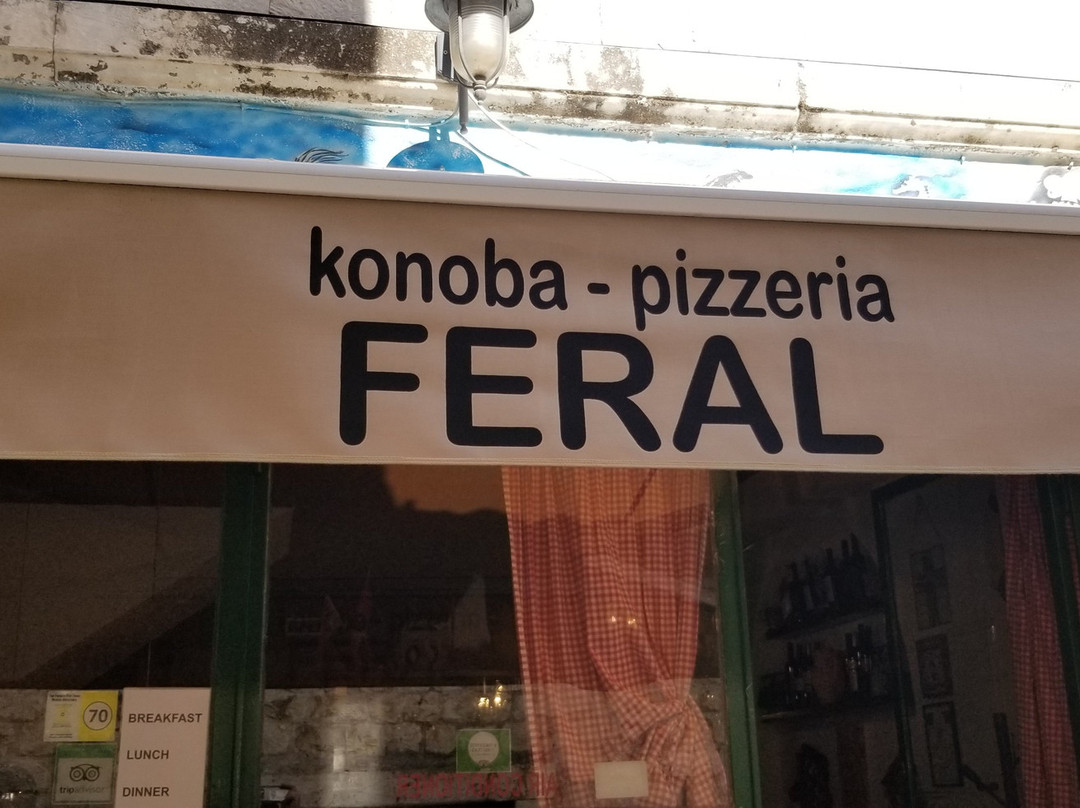 konoba - pizzeria
FERAL
70
BREAKFAST
LUNCH
DINNER
tripadvisor